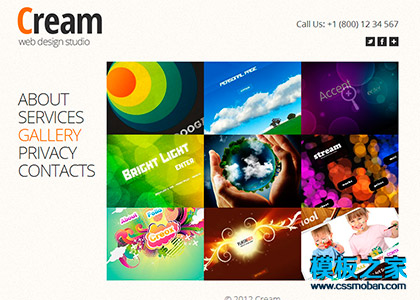 Cream
web design studio
Call Us: +1 (800) 12 34 567
ABOUT
SERVICES
GALLERY
PRIVACY
CONTACTS
PERSONAL PAGE
Accent
BRIGHT LIGHT
ENTER
stream
About
模板之家
www.cssmoban.com
© 2012 Cream